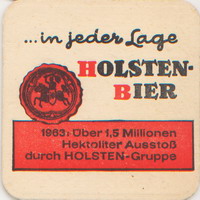 ...in jeder Lage
HOLSTEN-
BIER
1963: Über 1,5 Millionen
Hektoliter Ausstoß
durch HOLSTEN-Gruppe